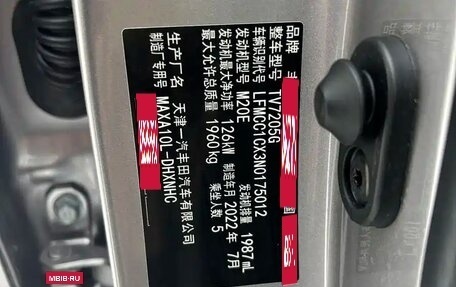 品牌
整车型号 TV7205G
车辆识别代号 LFMCC1CX3N0175012
发动机型号 M20E 发动机排量 1987mL
发动机最大净功率 126kW 制造年月 2022年 7月
最大允许总质量 1960kg 乘坐人数 5
生产厂名 天津一汽丰田汽车有限公司
制造厂专用号 MAXA10L-DHXNHC
МBIB.RU